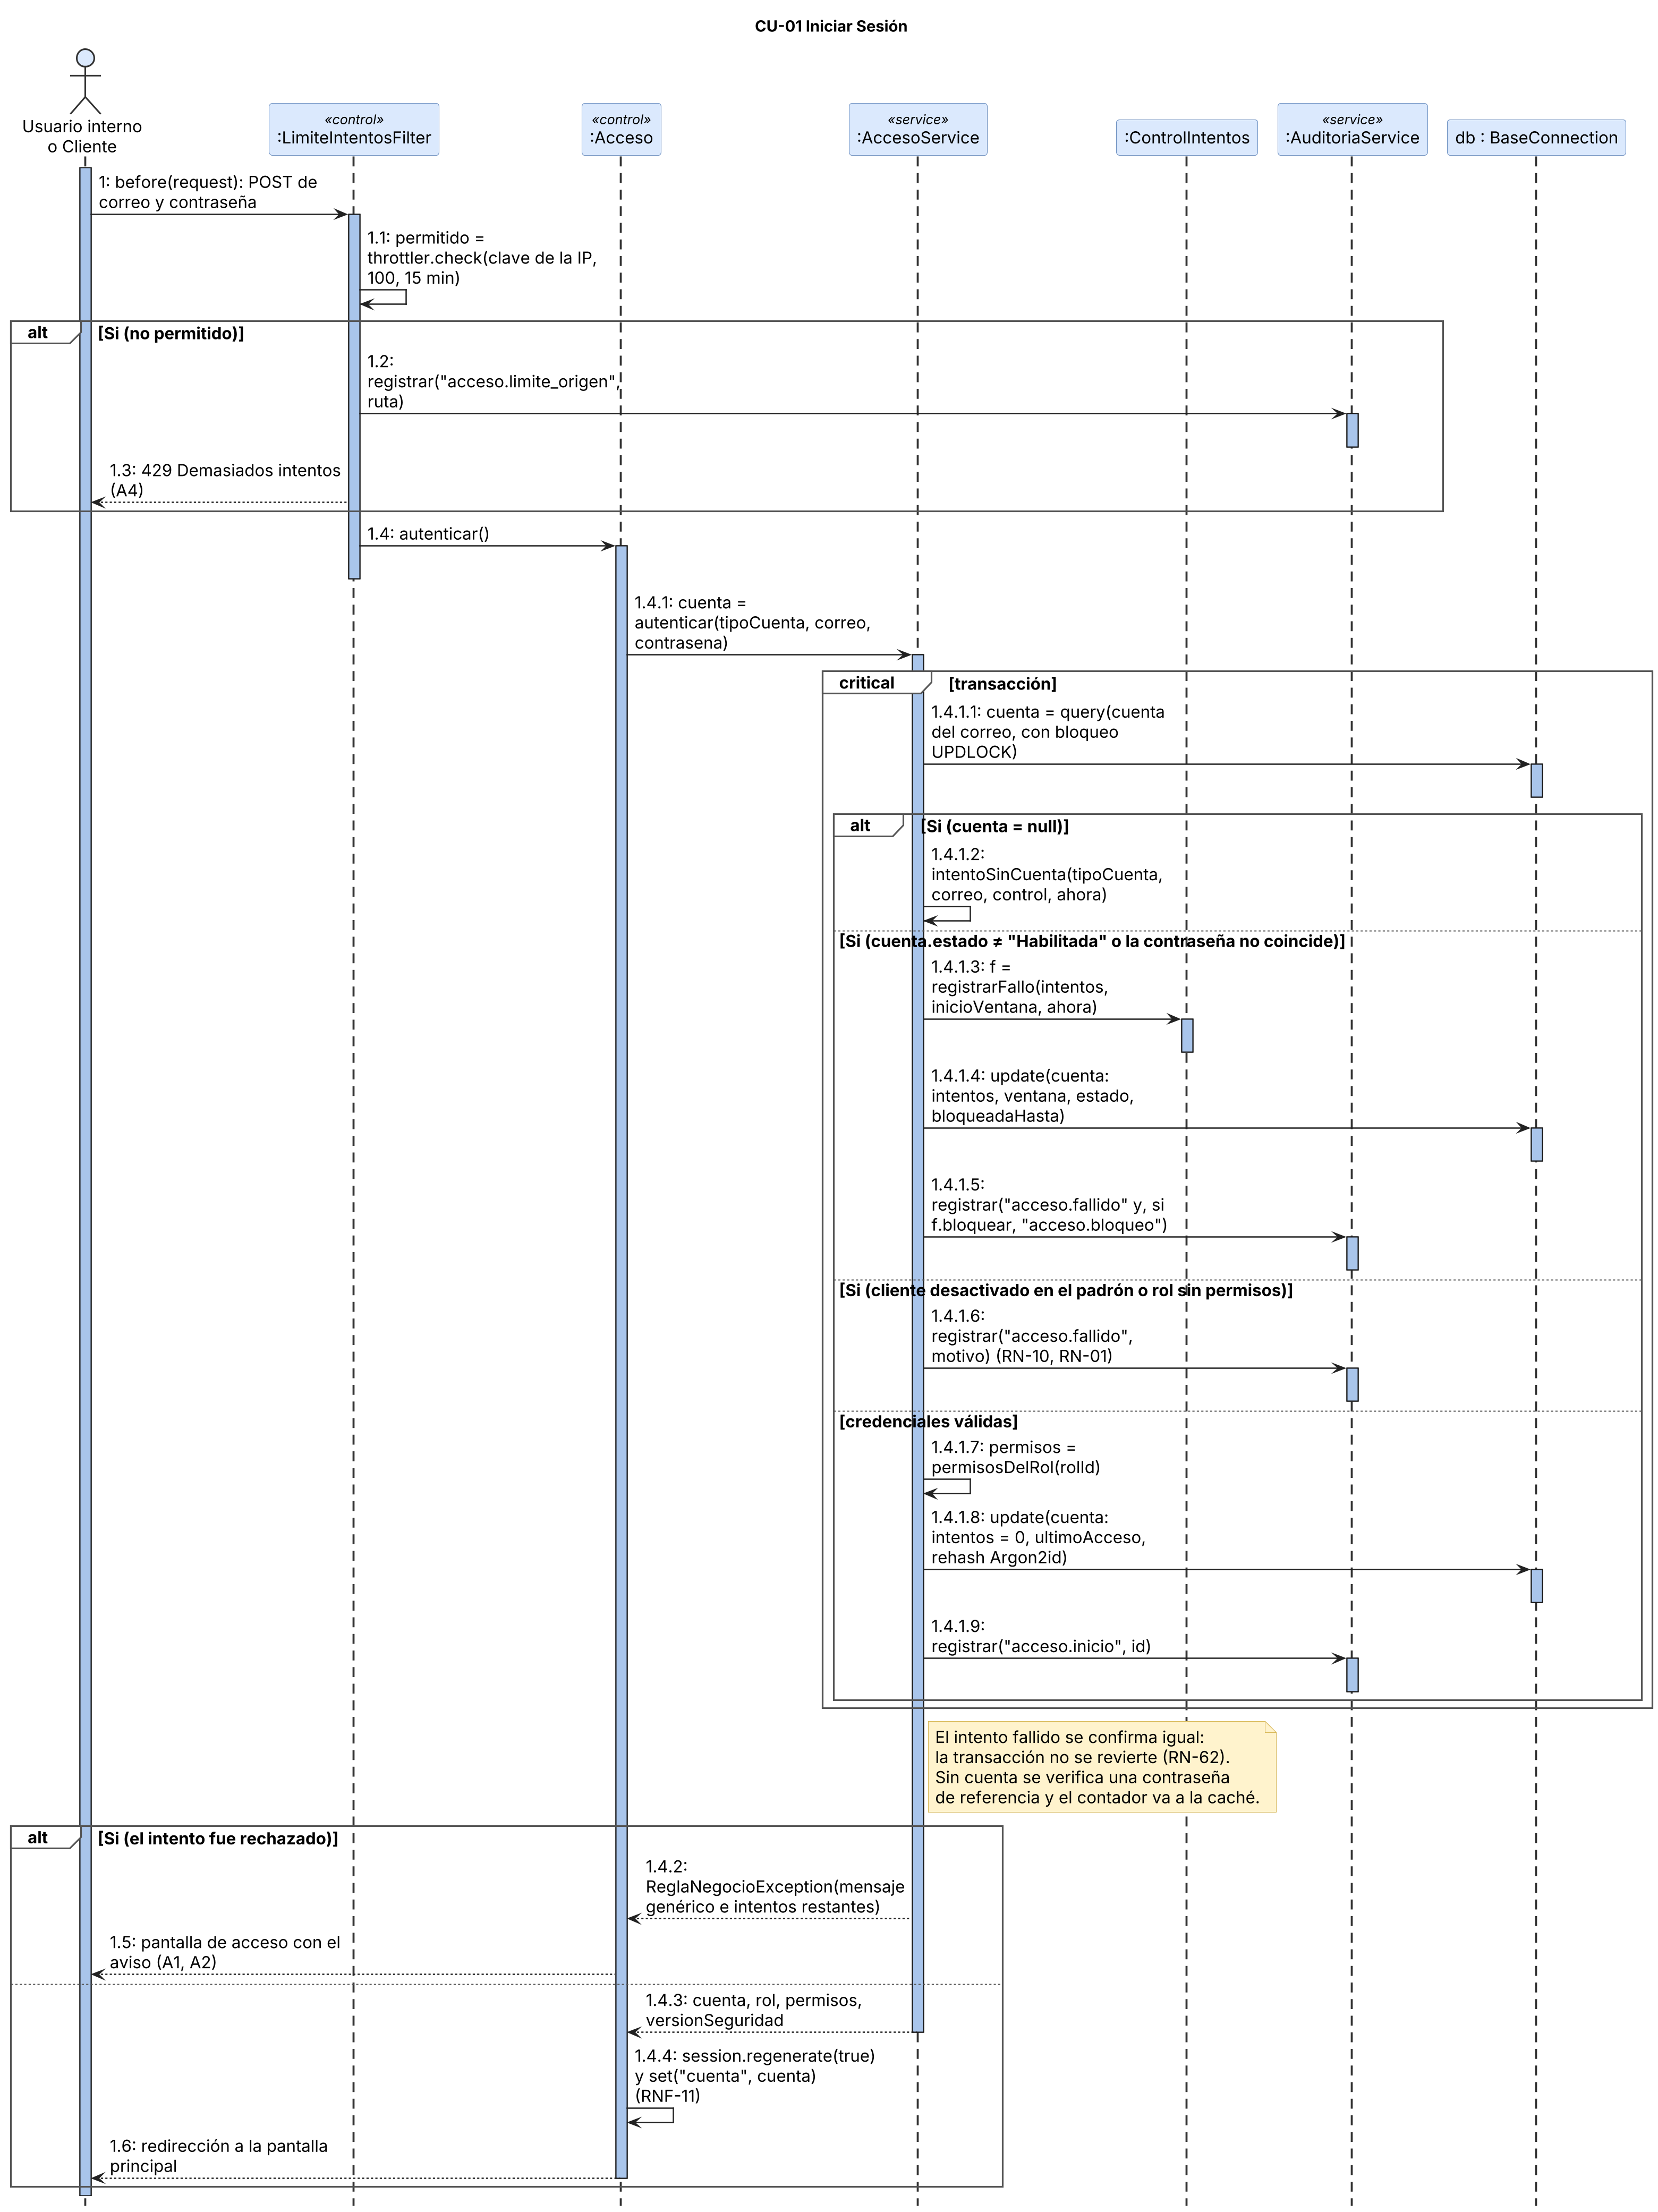 CU-01 Iniciar Sesión
Usuario interno
o Cliente
«control»
:LimiteIntentosFilter
«control»
:Acceso
«service»
:AccesoService
:ControlIntentos
«service»
:AuditoriaService
db : BaseConnection
1: before(request): POST de
correo y contraseña
1.1: permitido =
throttler.check(clave de la IP,
100, 15 min)
alt
[Si (no permitido)]
1.2:
registrar("acceso.limite_origen",
ruta)
1.3: 429 Demasiados intentos
(A4)
1.4: autenticar()
1.4.1: cuenta =
autenticar(tipoCuenta, correo,
contrasena)
critical
[transacción]
1.4.1.1: cuenta = query(cuenta
del correo, con bloqueo
UPDLOCK)
alt
[Si (cuenta = null)]
1.4.1.2:
intentoSinCuenta(tipoCuenta,
correo, control, ahora)
[Si (cuenta.estado ≠ "Habilitada" o la contraseña no coincide)]
1.4.1.3: f =
registrarFallo(intentos,
inicioVentana, ahora)
1.4.1.4: update(cuenta:
intentos, ventana, estado,
bloqueadaHasta)
1.4.1.5:
registrar("acceso.fallido" y, si
f.bloquear, "acceso.bloqueo")
[Si (cliente desactivado en el padrón o rol sin permisos)]
1.4.1.6:
registrar("acceso.fallido",
motivo) (RN-10, RN-01)
[credenciales válidas]
1.4.1.7: permisos =
permisosDelRol(rolId)
1.4.1.8: update(cuenta:
intentos = 0, ultimoAcceso,
rehash Argon2id)
1.4.1.9:
registrar("acceso.inicio", id)
El intento fallido se confirma igual:
la transacción no se revierte (RN-62).
Sin cuenta se verifica una contraseña
de referencia y el contador va a la caché.
alt
[Si (el intento fue rechazado)]
1.4.2:
ReglaNegocioException(mensaje
genérico e intentos restantes)
1.5: pantalla de acceso con el
aviso (A1, A2)
1.4.3: cuenta, rol, permisos,
versionSeguridad
1.4.4: session.regenerate(true)
y set("cuenta", cuenta)
(RNF-11)
1.6: redirección a la pantalla
principal